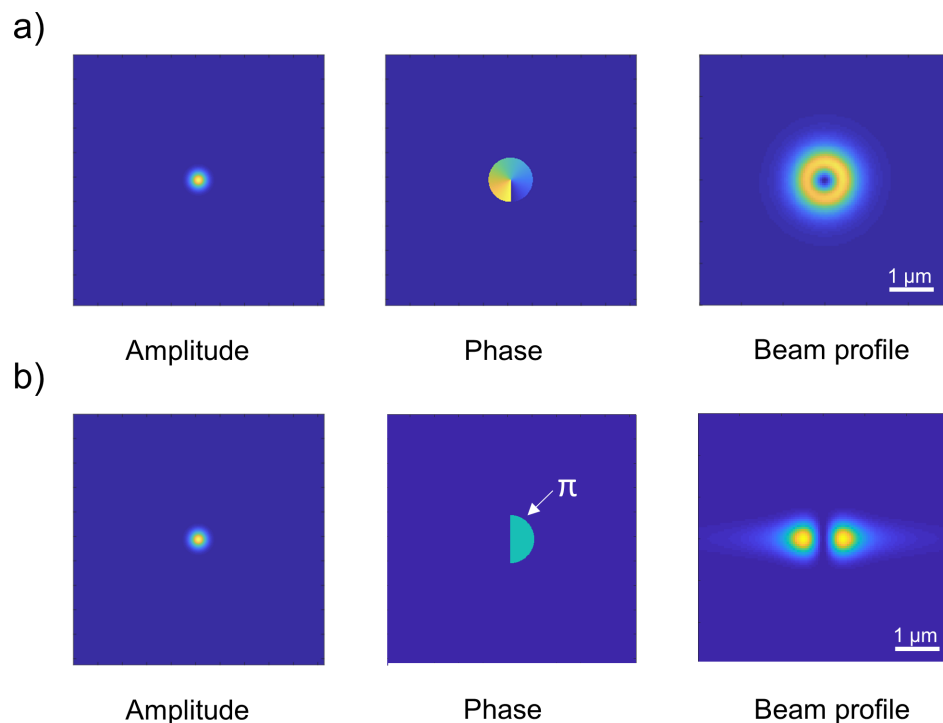 a)
1 µm
Amplitude
Phase
Beam profile
b)
π
1 µm
Amplitude
Phase
Beam profile